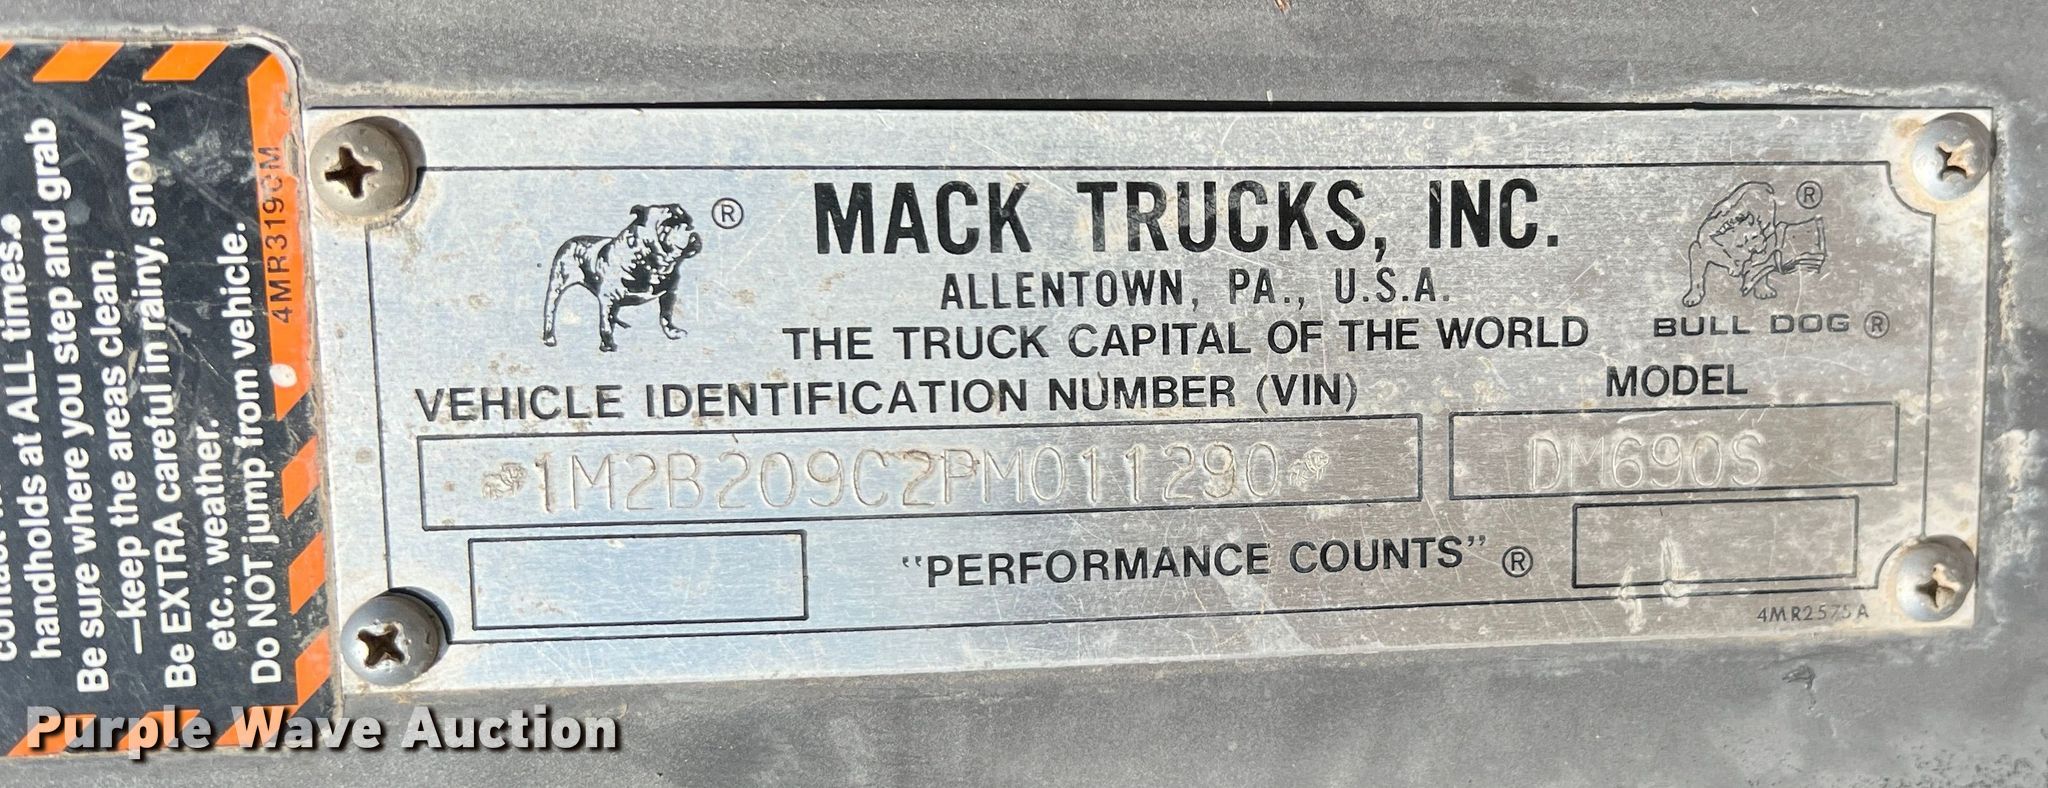 contact
handholds at ALL times.
Be sure where you step and grab
—keep the areas clean.
Be EXTRA careful in rainy, snowy,
etc., weather.
Do NOT jump from vehicle.
4MR3190M
®
MACK TRUCKS, INC.
ALLENTOWN, PA., U.S.A.
THE TRUCK CAPITAL OF THE WORLD
®
BULL DOG ®
VEHICLE IDENTIFICATION NUMBER (VIN)
MODEL
1M2B209C2PM011290
DM690S
"PERFORMANCE COUNTS" ®
4MR2575A
Purple Wave Auction